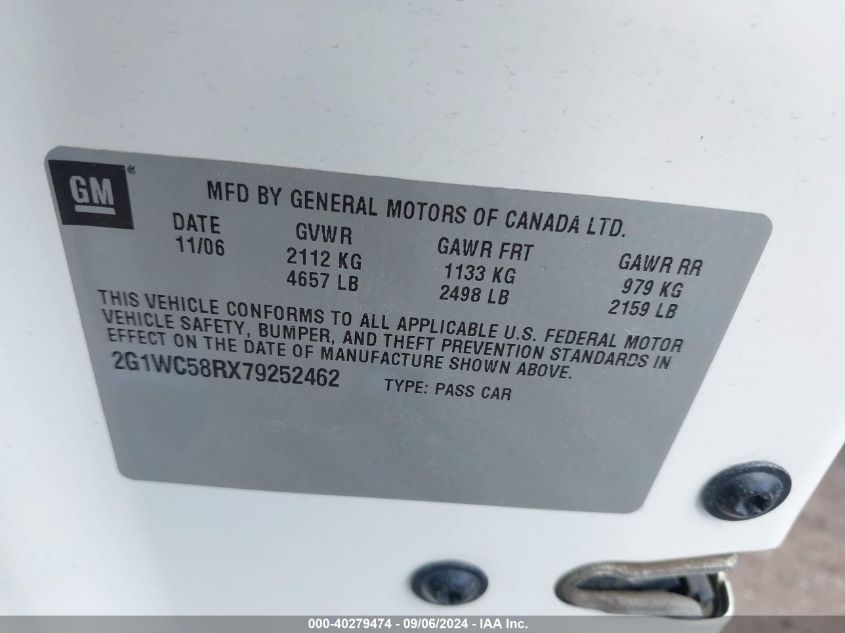 GM®
MFD BY GENERAL MOTORS OF CANADA LTD.
DATE GVWR GAWR FRT GAWR RR
11/06 2112 KG 1133 KG 979 KG
4657 LB 2498 LB 2159 LB
THIS VEHICLE CONFORMS TO ALL APPLICABLE U.S. FEDERAL MOTOR
VEHICLE SAFETY, BUMPER, AND THEFT PREVENTION STANDARDS IN
EFFECT ON THE DATE OF MANUFACTURE SHOWN ABOVE.
2G1WC58RX79252462 TYPE: PASS CAR
000-40279474 - 09/06/2024 - IAA Inc.